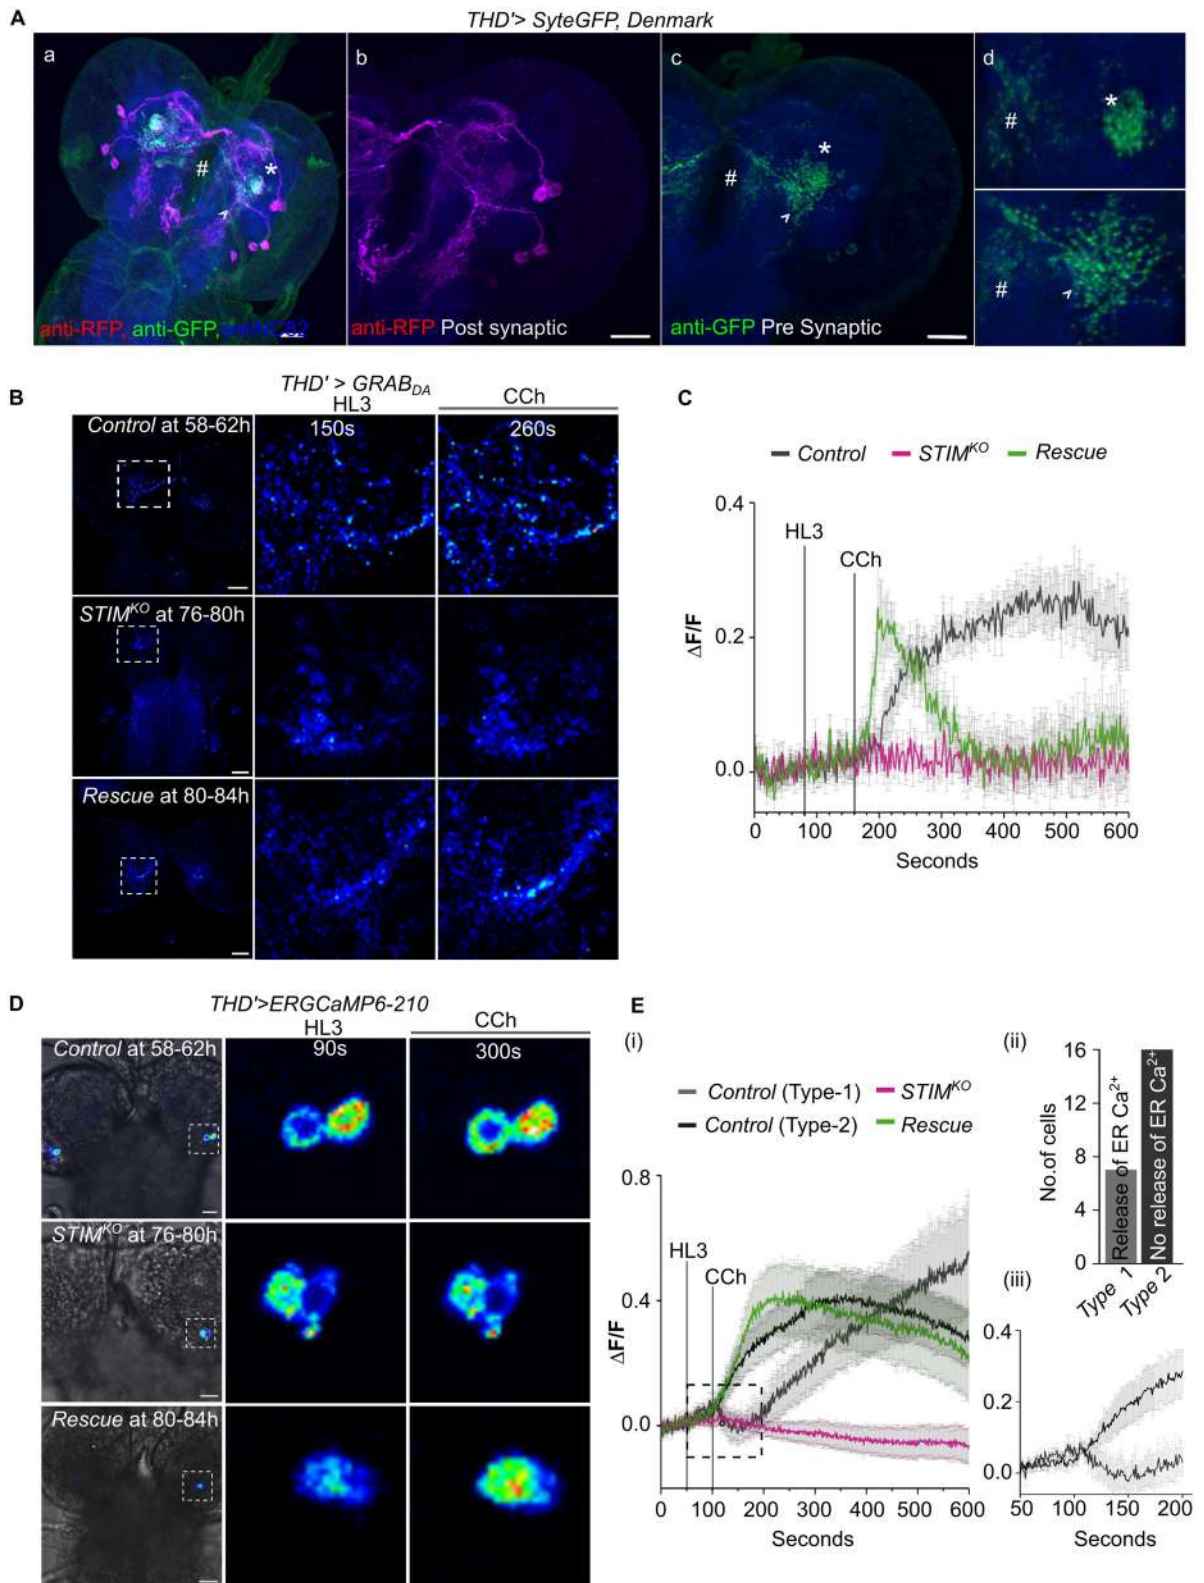 A
THD'> SyteGFP, Denmark
a
b
c
d
#
*
#
*
#
*
#
anti-RFP, anti-GFP, anti-NC82
anti-RFP Post synaptic
anti-GFP Pre Synaptic
B
THD' > GRAB_DA
HL3
CCh
Control at 58-62h
150s
260s
STIM^KO at 76-80h
Rescue at 80-84h
C
Control
STIM^KO
Rescue
0.4
HL3
CCh
0.2
ΔF/F
0.0
0 100 200 300 400 500 600
Seconds
D
THD'>ERGCaMP6-210
HL3
CCh
Control at 58-62h
90s
300s
STIM^KO at 76-80h
Rescue at 80-84h
E
(i)
Control (Type-1)
STIM^KO
Control (Type-2)
Rescue
0.8
HL3
CCh
0.4
ΔF/F
0.0
0 100 200 300 400 500 600
Seconds
(ii)
16
12
8
4
0
No.of cells
Release of ER Ca²⁺
No release of ER Ca²⁺
Type 1
Type 2
(iii)
0.4
0.2
0.0
50 100 150 200
Seconds